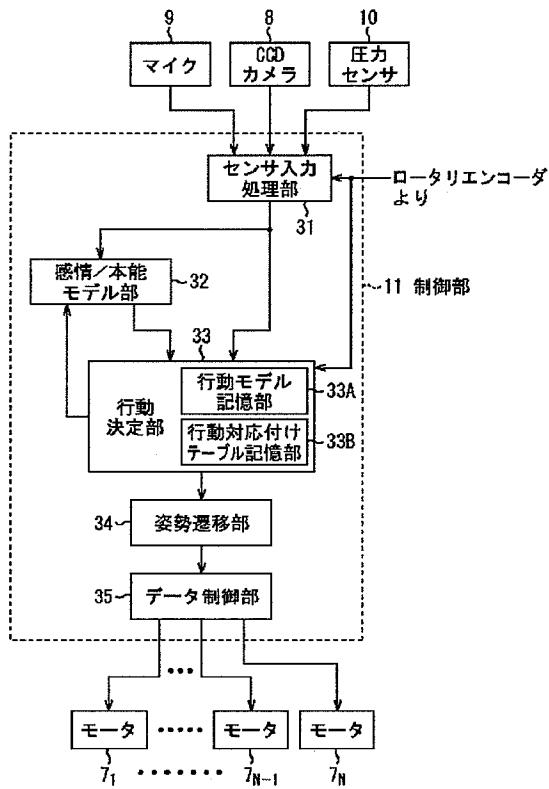 9
8
10
マイク
CCD
カメラ
圧力
センサ
センサ入力
処理部
31
ロータリエンコーダ
より
感情／本能
モデル部
32
11 制御部
33
行動
決定部
行動モデル
記憶部
33A
行動対応付け
テーブル記憶部
33B
34
姿勢遷移部
35
データ制御部
•••
モータ
•••••
モータ
モータ
7₁
•••••••
7N-1
7N